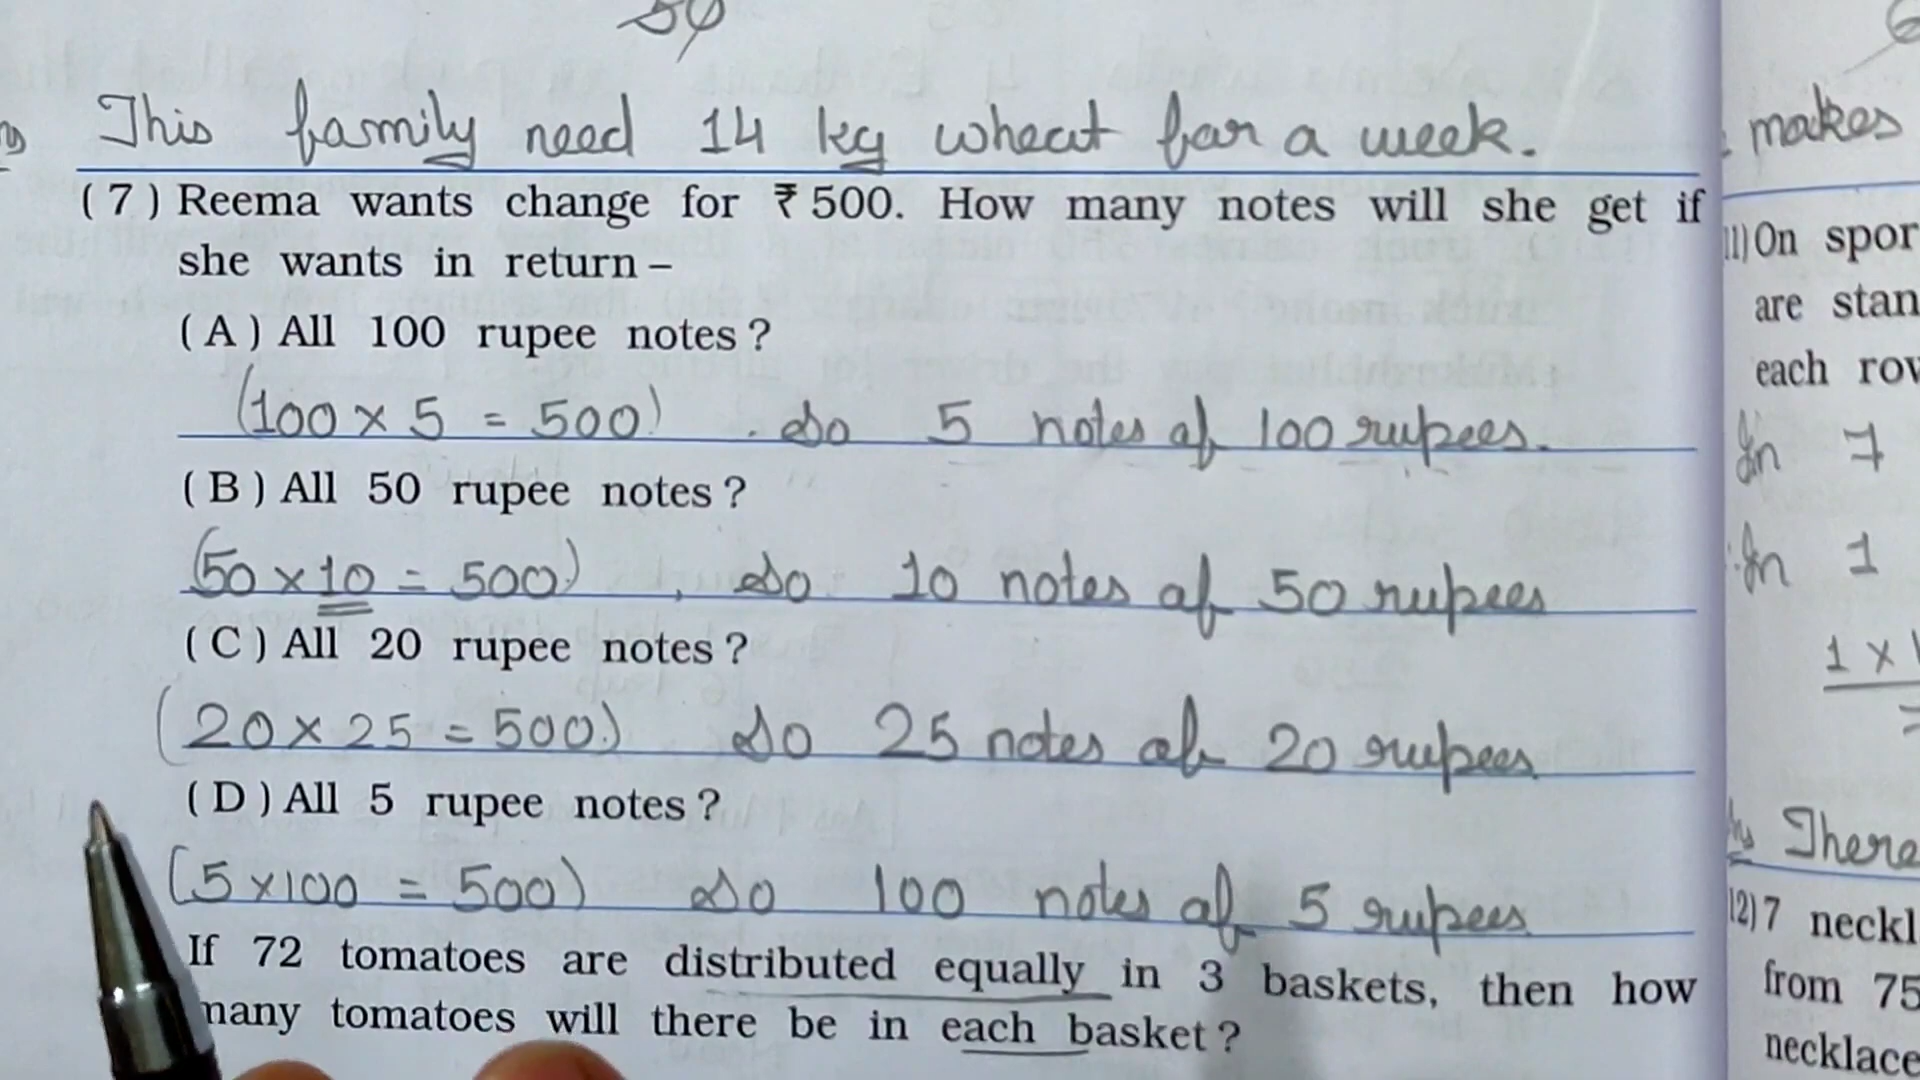 This family need 14 kg wheat for a week.
(7) Reema wants change for ₹500. How many notes will she get if
she wants in return –
(A) All 100 rupee notes?
(100 × 5 = 500) . So 5 notes of 100 rupees.
(B) All 50 rupee notes?
(50 × 10 = 500) , So 10 notes of 50 rupees
(C) All 20 rupee notes?
(20 × 25 = 500) So 25 notes of 20 rupees
(D) All 5 rupee notes?
(5 × 100 = 500) So 100 notes of 5 rupees
If 72 tomatoes are distributed equally in 3 baskets, then how
many tomatoes will there be in each basket?
makes
11) On spor
are stan
each row
In 7
In 1
1 ×
There
12) 7 neckl
from 75
necklace